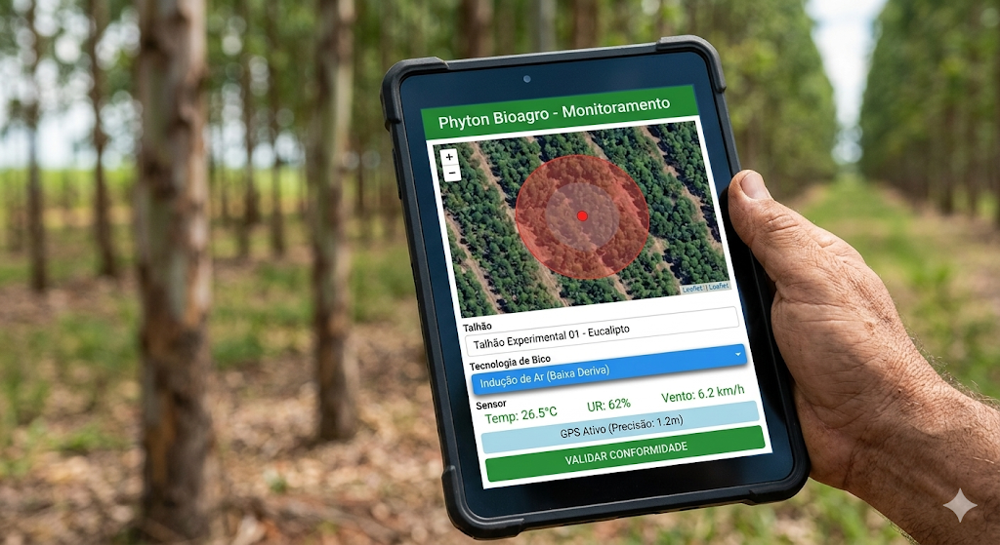 Phyton Bioagro - Monitoramento
+
−
Leaflet | Loaflet
Talhão
Talhão Experimental 01 - Eucalipto
Tecnologia de Bico
Indução de Ar (Baixa Deriva)
Sensor
Temp: 26.5°C UR: 62% Vento: 6.2 km/h
GPS Ativo (Precisão: 1.2m)
VALIDAR CONFORMIDADE